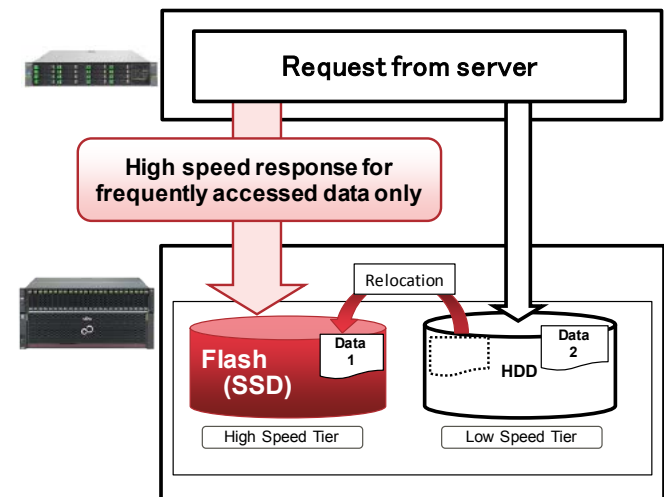 Request from server
High speed response for
frequently accessed data only
Relocation
Flash
(SSD)
Data
1
HDD
Data
2
High Speed Tier
Low Speed Tier